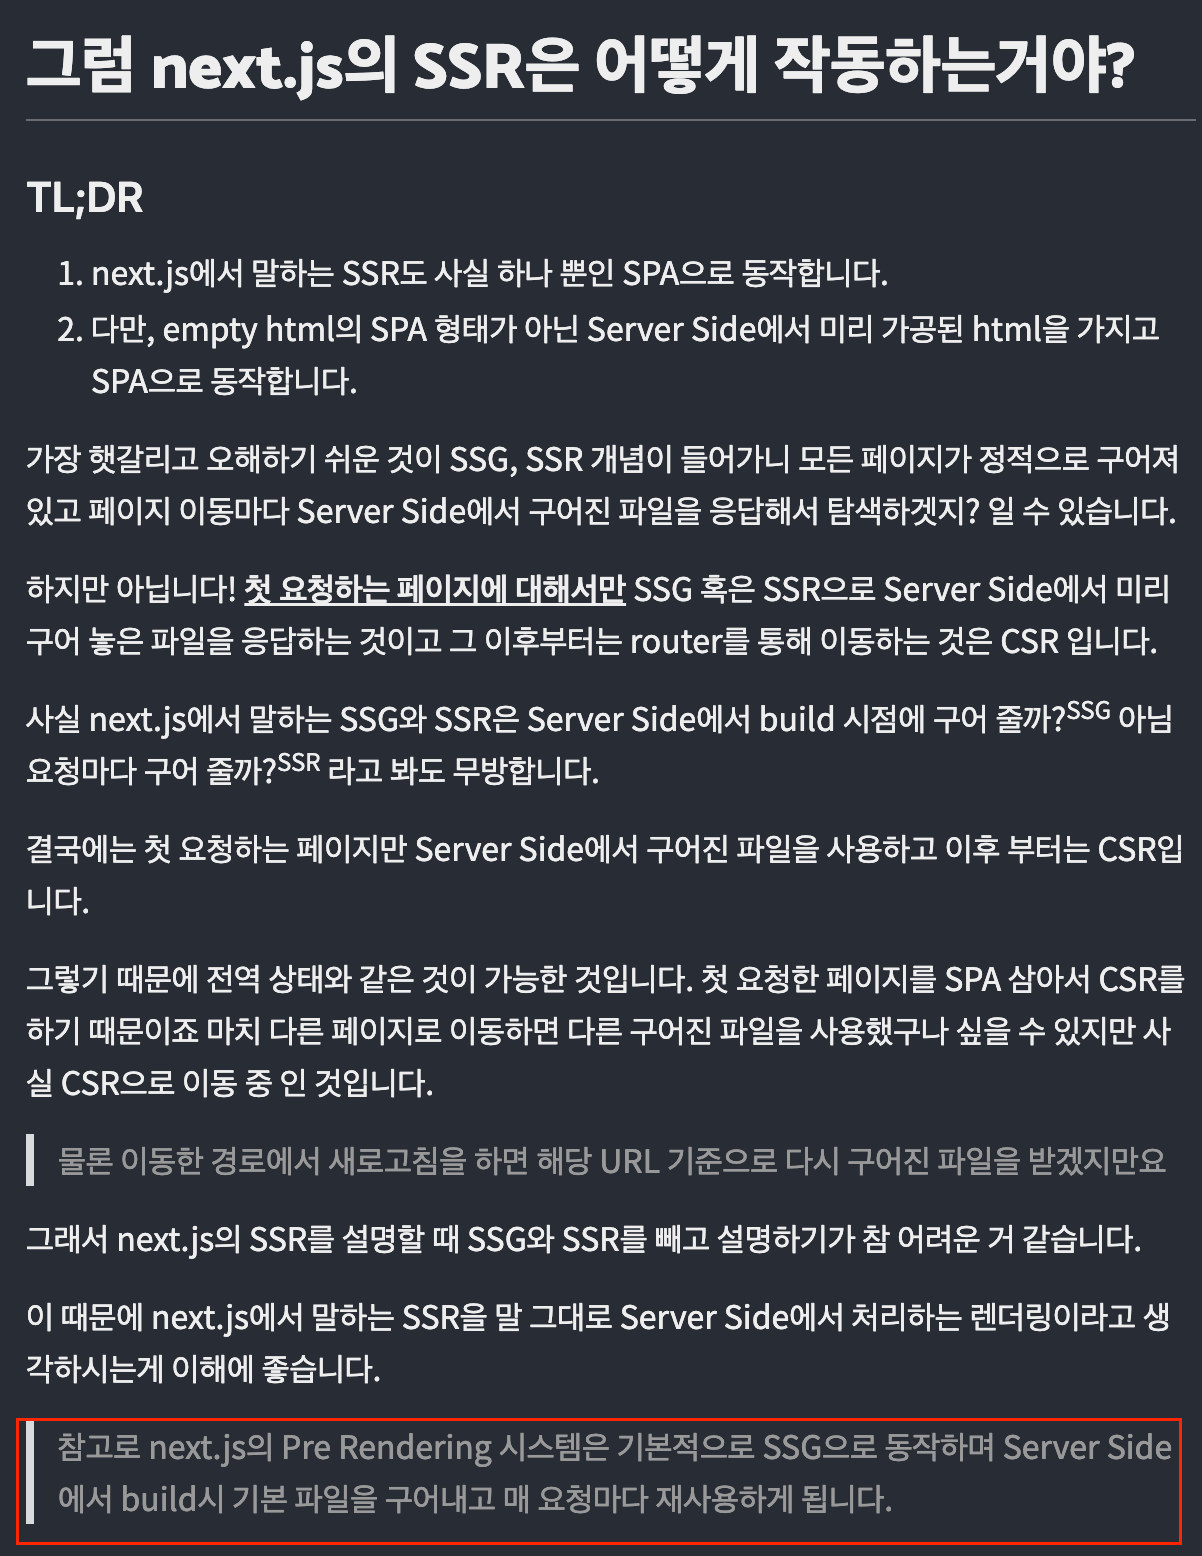 그럼 next.js의 SSR은 어떻게 작동하는거야?
TL;DR
1. next.js에서 말하는 SSR도 사실 하나 뿐인 SPA으로 동작합니다.
2. 다만, empty html의 SPA 형태가 아닌 Server Side에서 미리 가공된 html을 가지고
SPA으로 동작합니다.
가장 햇갈리고 오해하기 쉬운 것이 SSG, SSR 개념이 들어가니 모든 페이지가 정적으로 구어져
있고 페이지 이동마다 Server Side에서 구어진 파일을 응답해서 탐색하겟지? 일 수 있습니다.
하지만 아닙니다! 첫 요청하는 페이지에 대해서만 SSG 혹은 SSR으로 Server Side에서 미리
구어 놓은 파일을 응답하는 것이고 그 이후부터는 router를 통해 이동하는 것은 CSR 입니다.
사실 next.js에서 말하는 SSG와 SSR은 Server Side에서 build 시점에 구어 줄까?SSG 아님
요청마다 구어 줄까?SSR 라고 봐도 무방합니다.
결국에는 첫 요청하는 페이지만 Server Side에서 구어진 파일을 사용하고 이후 부터는 CSR입
니다.
그렇기 때문에 전역 상태와 같은 것이 가능한 것입니다. 첫 요청한 페이지를 SPA 삼아서 CSR를
하기 때문이죠 마치 다른 페이지로 이동하면 다른 구어진 파일을 사용했구나 싶을 수 있지만 사
실 CSR으로 이동 중 인 것입니다.
물론 이동한 경로에서 새로고침을 하면 해당 URL 기준으로 다시 구어진 파일을 받겠지만요
그래서 next.js의 SSR를 설명할 때 SSG와 SSR를 빼고 설명하기가 참 어려운 거 같습니다.
이 때문에 next.js에서 말하는 SSR을 말 그대로 Server Side에서 처리하는 렌더링이라고 생
각하시는게 이해에 좋습니다.
참고로 next.js의 Pre Rendering 시스템은 기본적으로 SSG으로 동작하며 Server Side
에서 build시 기본 파일을 구어내고 매 요청마다 재사용하게 됩니다.